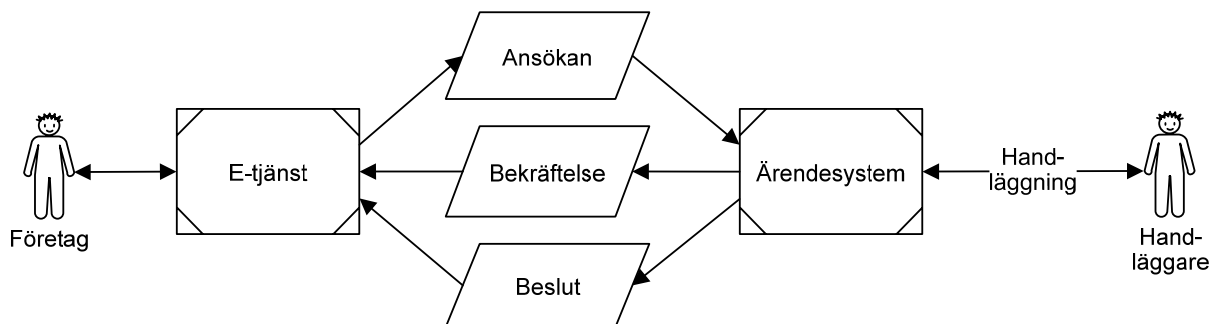 Ansökan
E-tjänst
Bekräftelse
Ärendesystem
Hand-
läggning
Företag
Hand-
läggare
Beslut